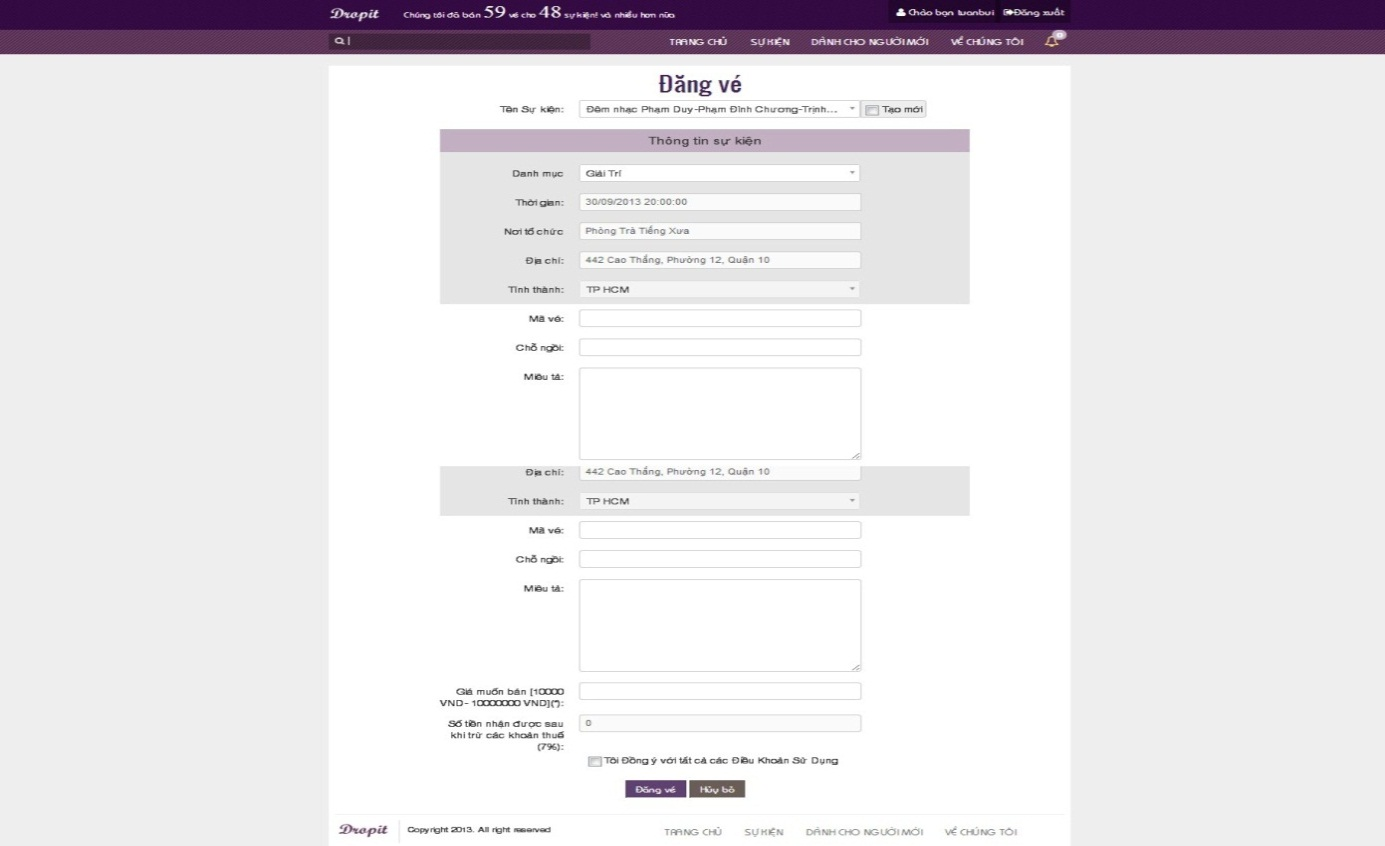 Dropit Chúng tôi đã bán 59 vé cho 48 sự kiện! và nhiều hơn nữa Chào bạn tuanbui Đăng xuất
TRANG CHỦ SỰ KIỆN DÀNH CHO NGƯỜI MỚI VỀ CHÚNG TÔI
Đăng vé
Tên Sự kiện: Đêm nhạc Phạm Duy-Phạm Đình Chương-Trịnh... Tạo mới
Thông tin sự kiện
Danh mục Giải Trí
Thời gian: 30/09/2013 20:00:00
Nơi tổ chức Phòng Trà Tiếng Xưa
Địa chỉ: 442 Cao Thắng, Phường 12, Quận 10
Tỉnh thành: TP HCM
Mã vé:
Chỗ ngồi:
Miêu tả:
Địa chỉ: 442 Cao Thắng, Phường 12, Quận 10
Tỉnh thành: TP HCM
Mã vé:
Chỗ ngồi:
Miêu tả:
Giá muốn bán [10000
VND- 10000000 VND](*):
Số tiền nhận được sau 0
khi trừ các khoản thuế
(7%):
Tôi Đồng ý với tất cả các Điều Khoản Sử Dụng
Đăng vé Hủy bỏ
Dropit Copyright 2013. All right reserved TRANG CHỦ SỰ KIỆN DÀNH CHO NGƯỜI MỚI VỀ CHÚNG TÔI